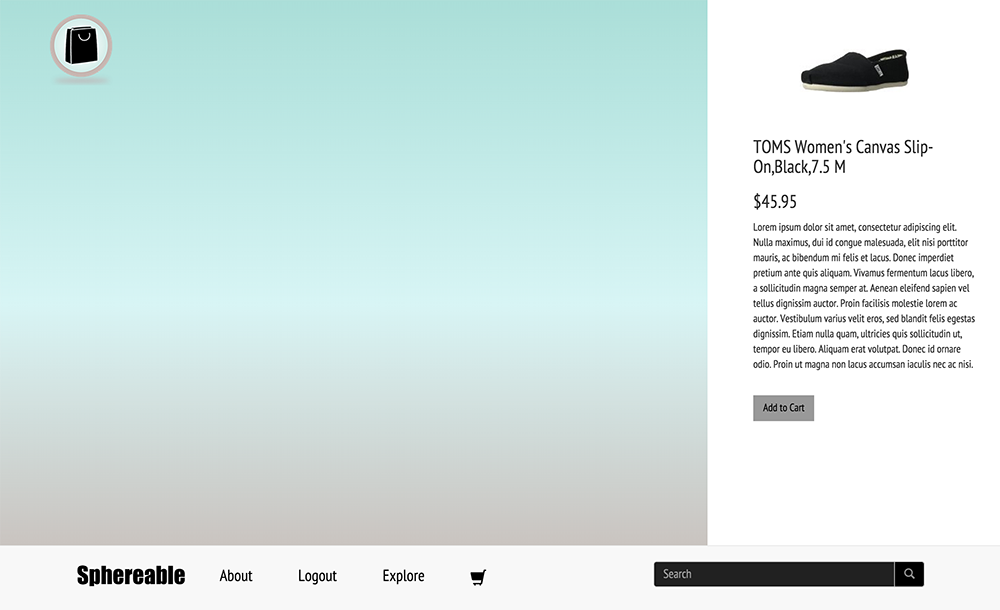 TOMS Women's Canvas Slip-
On,Black,7.5 M
$45.95
Lorem ipsum dolor sit amet, consectetur adipiscing elit.
Nulla maximus, dui id congue malesuada, elit nisi porttitor
mauris, ac bibendum mi felis et lacus. Donec imperdiet
pretium ante quis aliquam. Vivamus fermentum lacus libero,
a sollicitudin magna semper at. Aenean eleifend sapien vel
tellus dignissim auctor. Proin facilisis molestie lorem ac
auctor. Vestibulum varius velit eros, sed blandit felis egestas
dignissim. Etiam nulla quam, ultricies quis sollicitudin ut,
tempor eu libero. Aliquam erat volutpat. Donec id ornare
odio. Proin ut magna non lacus accumsan iaculis nec ac nisi.
Add to Cart
Sphereable
About
Logout
Explore
Search